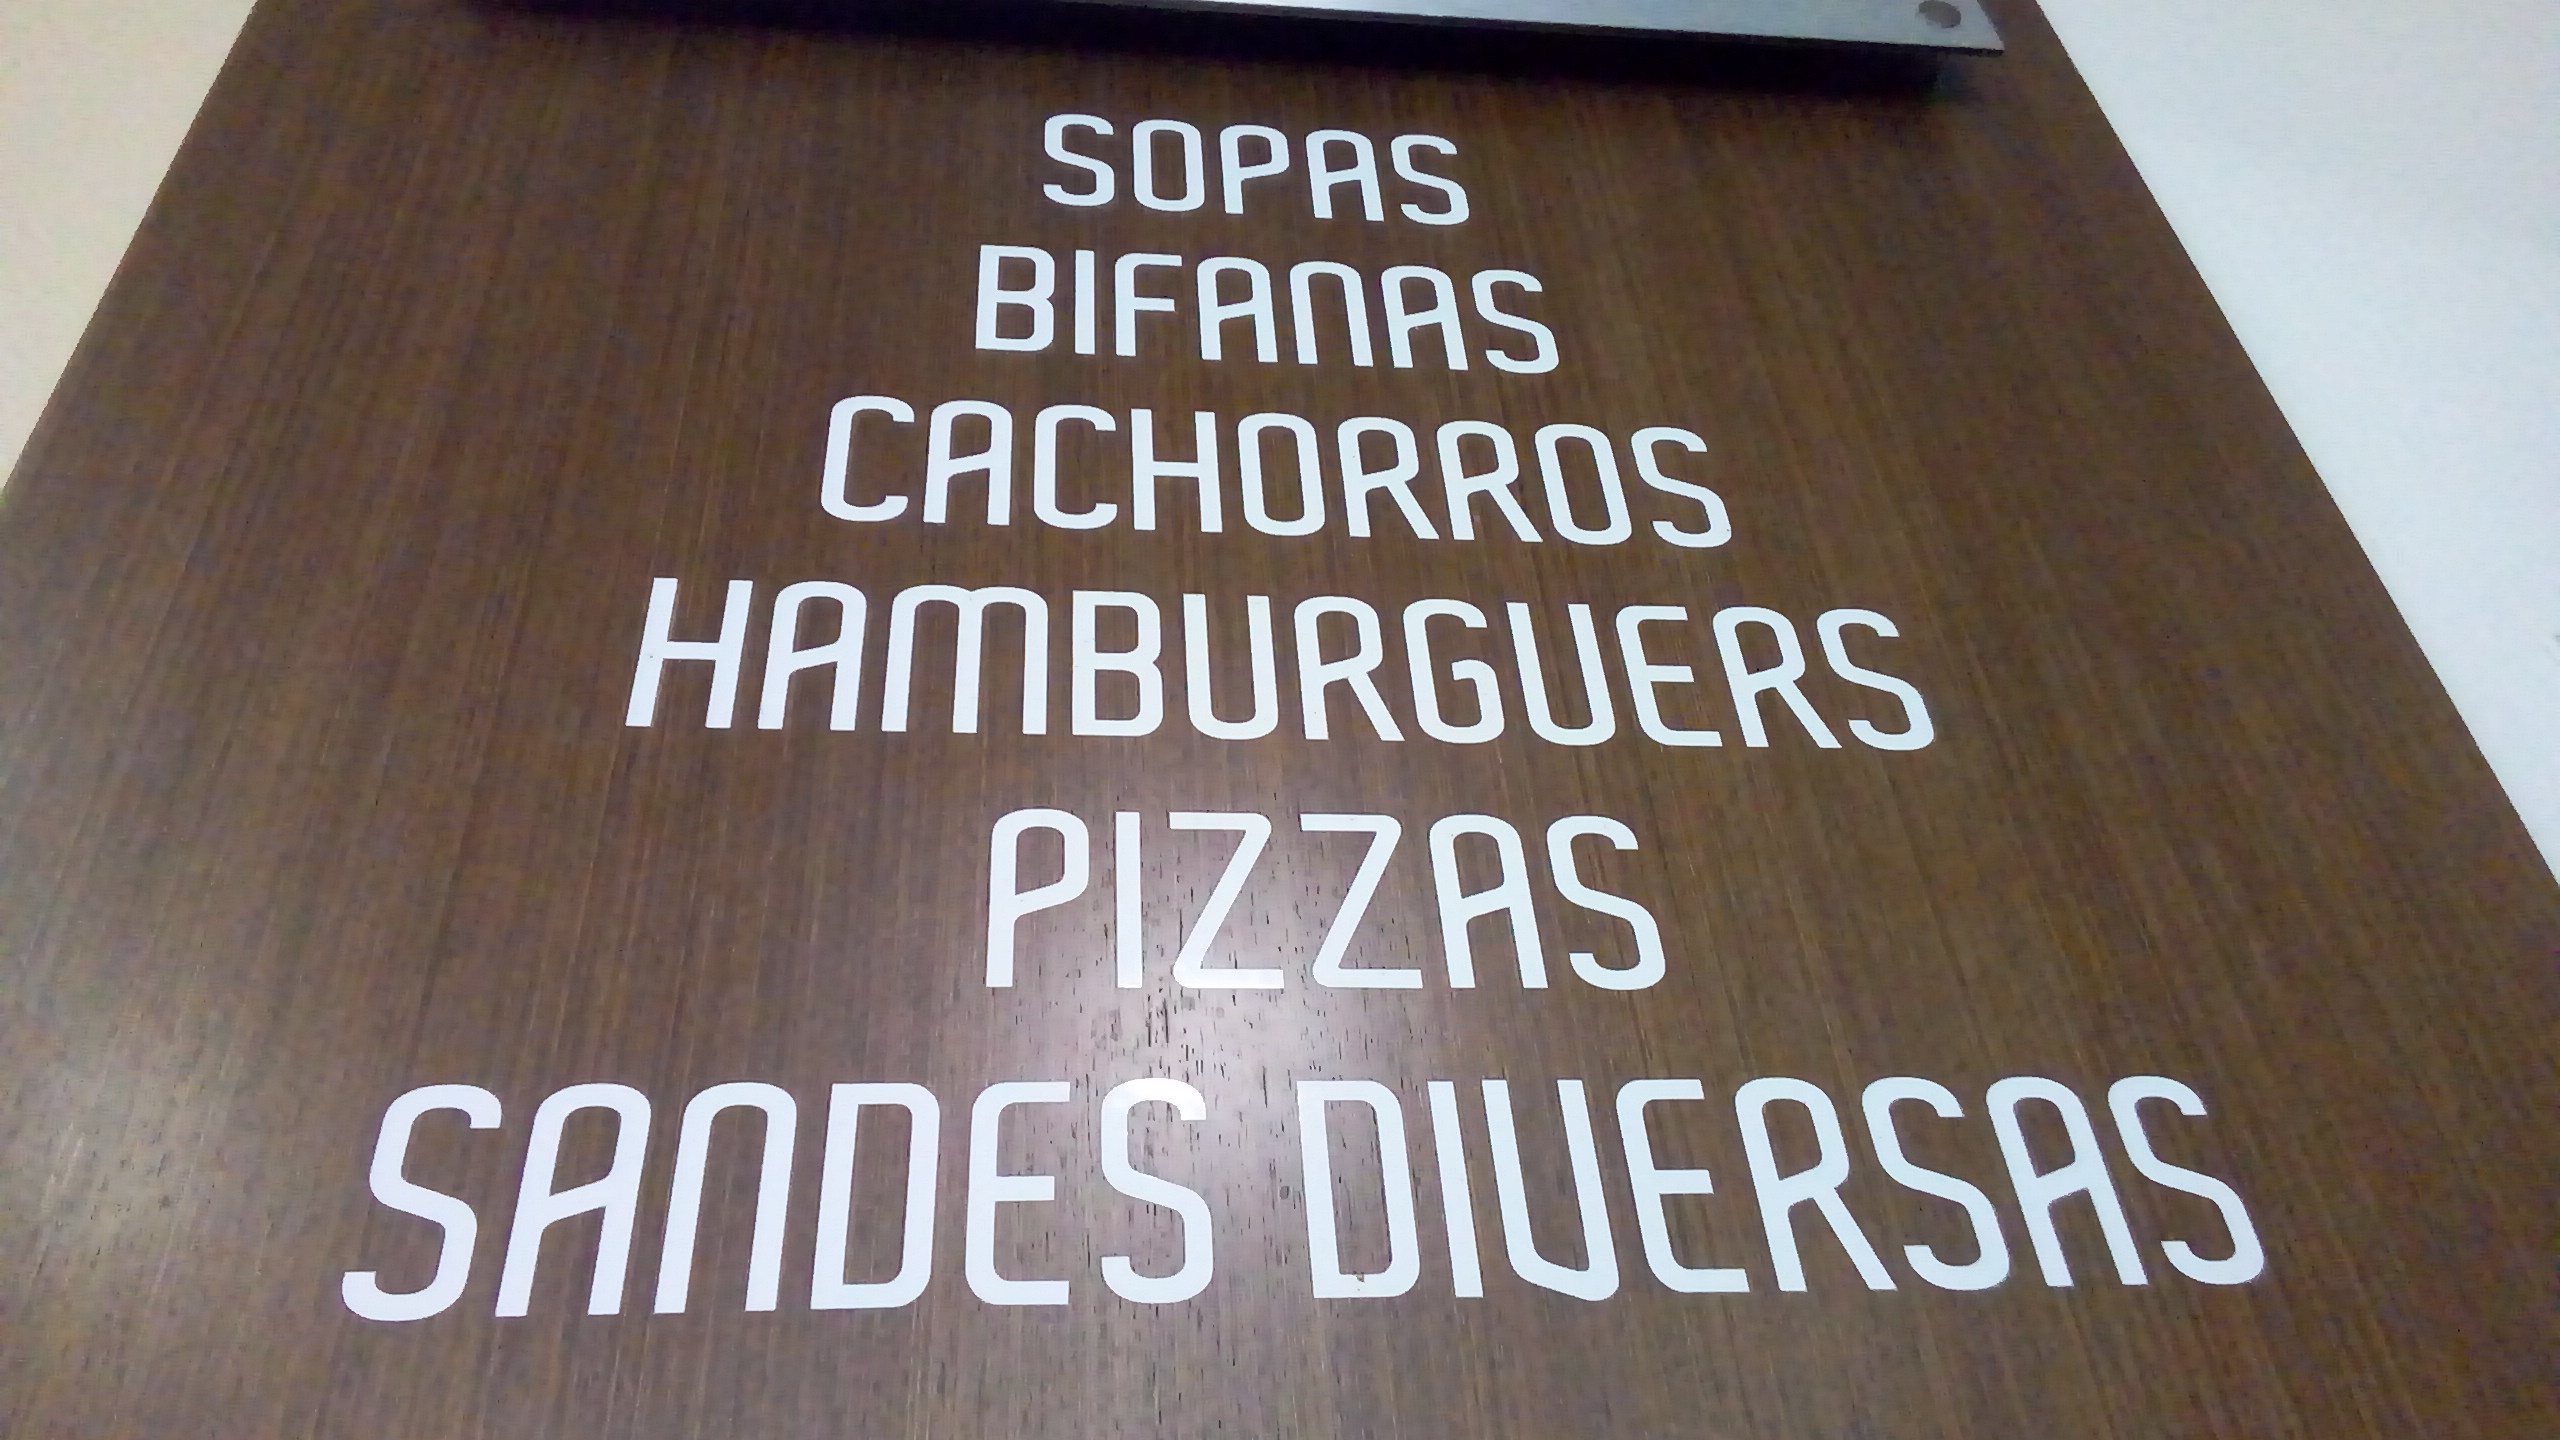 SOPAS
BIFANAS
CACHORROS
HAMBURGUERS
PIZZAS
SANDES DIVERSAS